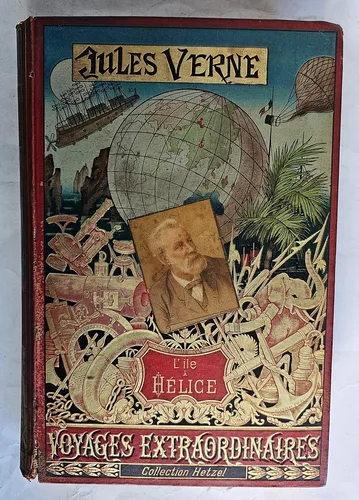 JULES VERNE
L'île
À
HÉLICE
VOYAGES EXTRAORDINAIRES
Collection Hetzel